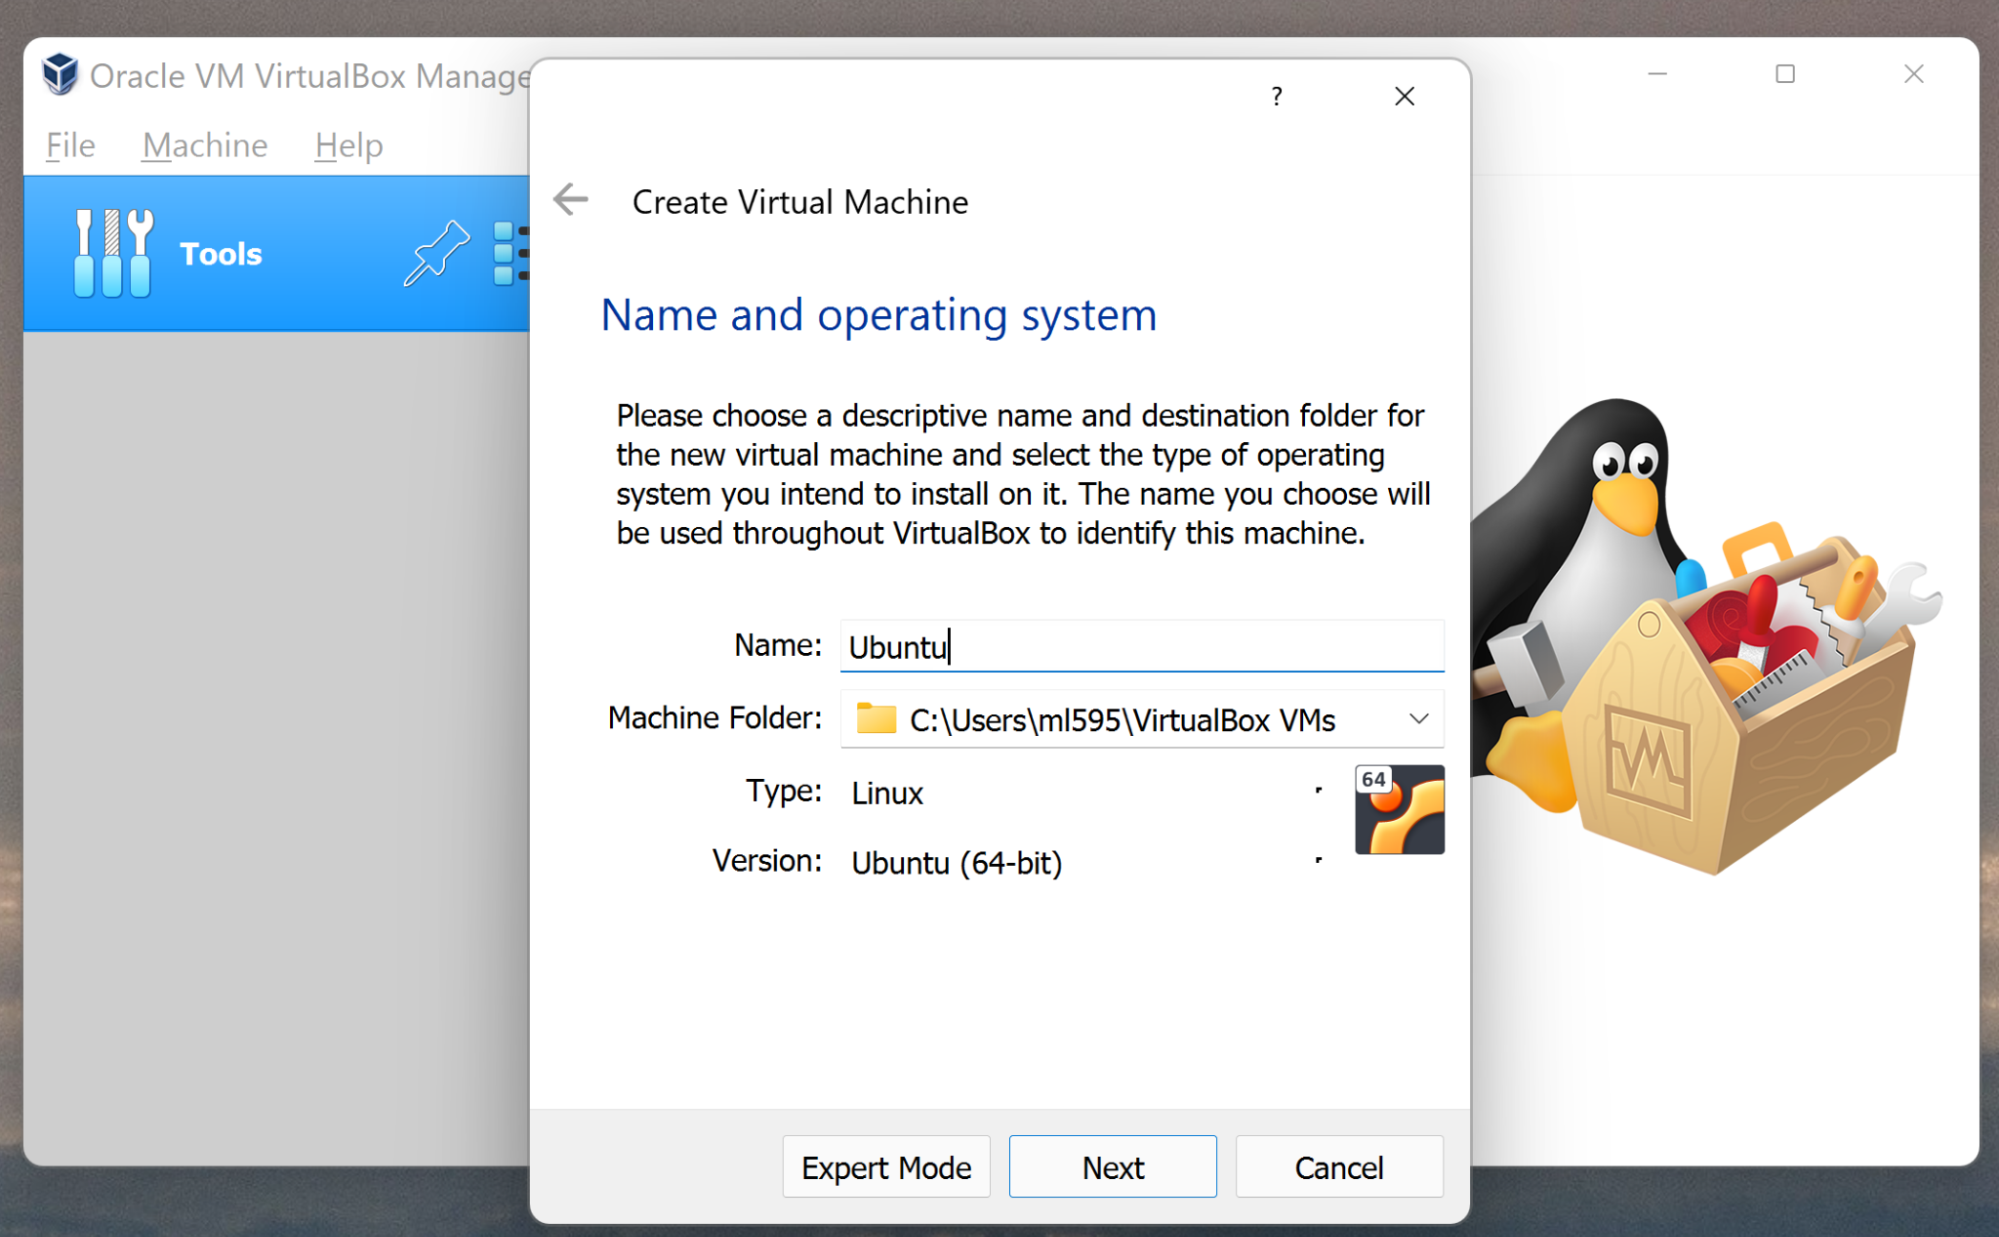 Oracle VM VirtualBox Manage
?
File Machine Help
Create Virtual Machine
Tools
Name and operating system
Please choose a descriptive name and destination folder for
the new virtual machine and select the type of operating
system you intend to install on it. The name you choose will
be used throughout VirtualBox to identify this machine.
Name: Ubuntu
Machine Folder: C:\Users\ml595\VirtualBox VMs
Type: Linux
64
Version: Ubuntu (64-bit)
Expert Mode Next Cancel